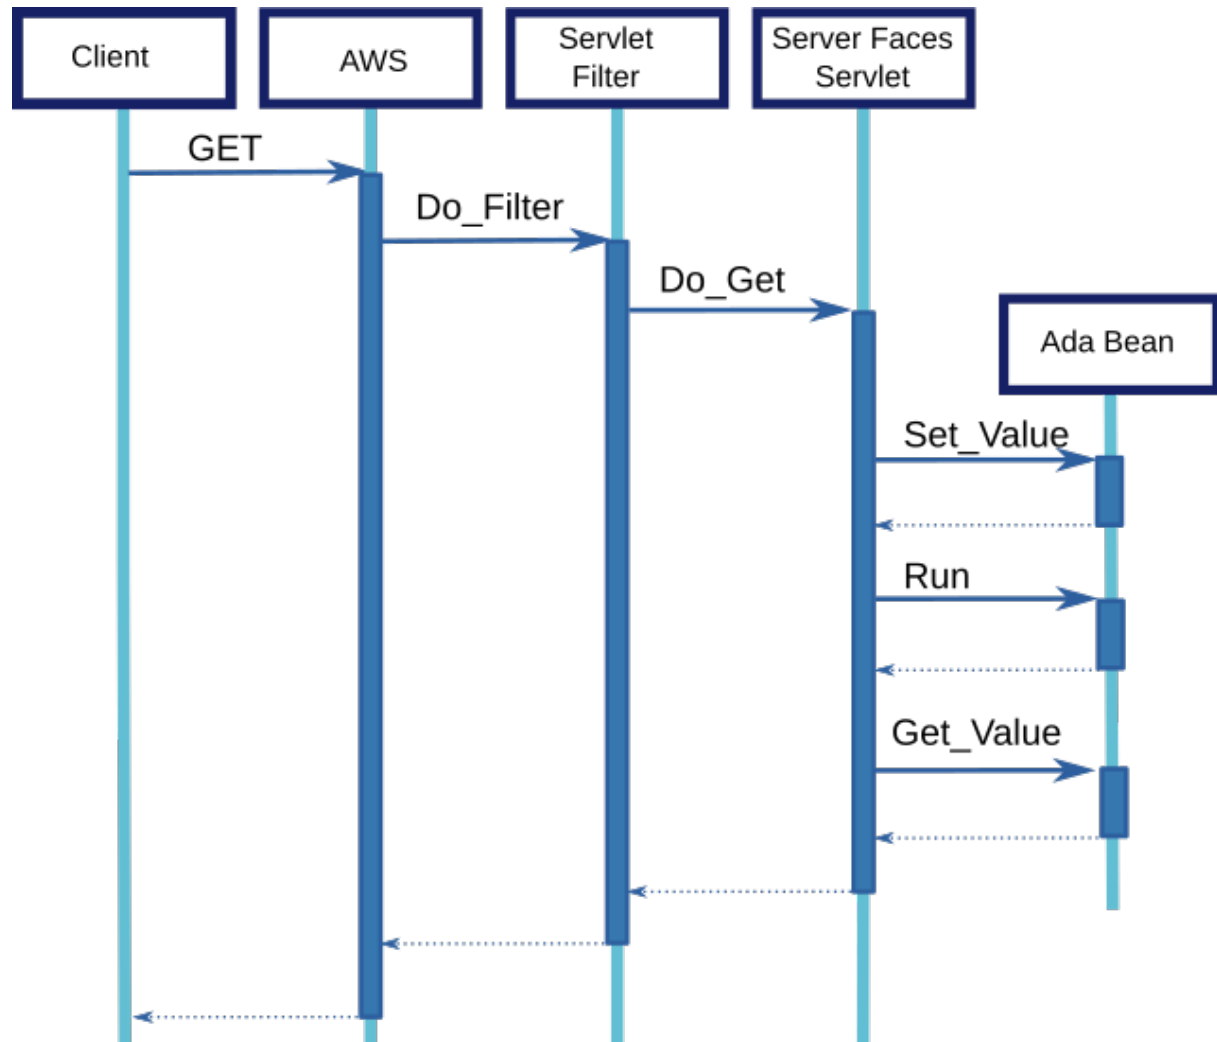 Client
AWS
Servlet
Filter
Server Faces
Servlet
GET
Do_Filter
Do_Get
Ada Bean
Set_Value
Run
Get_Value